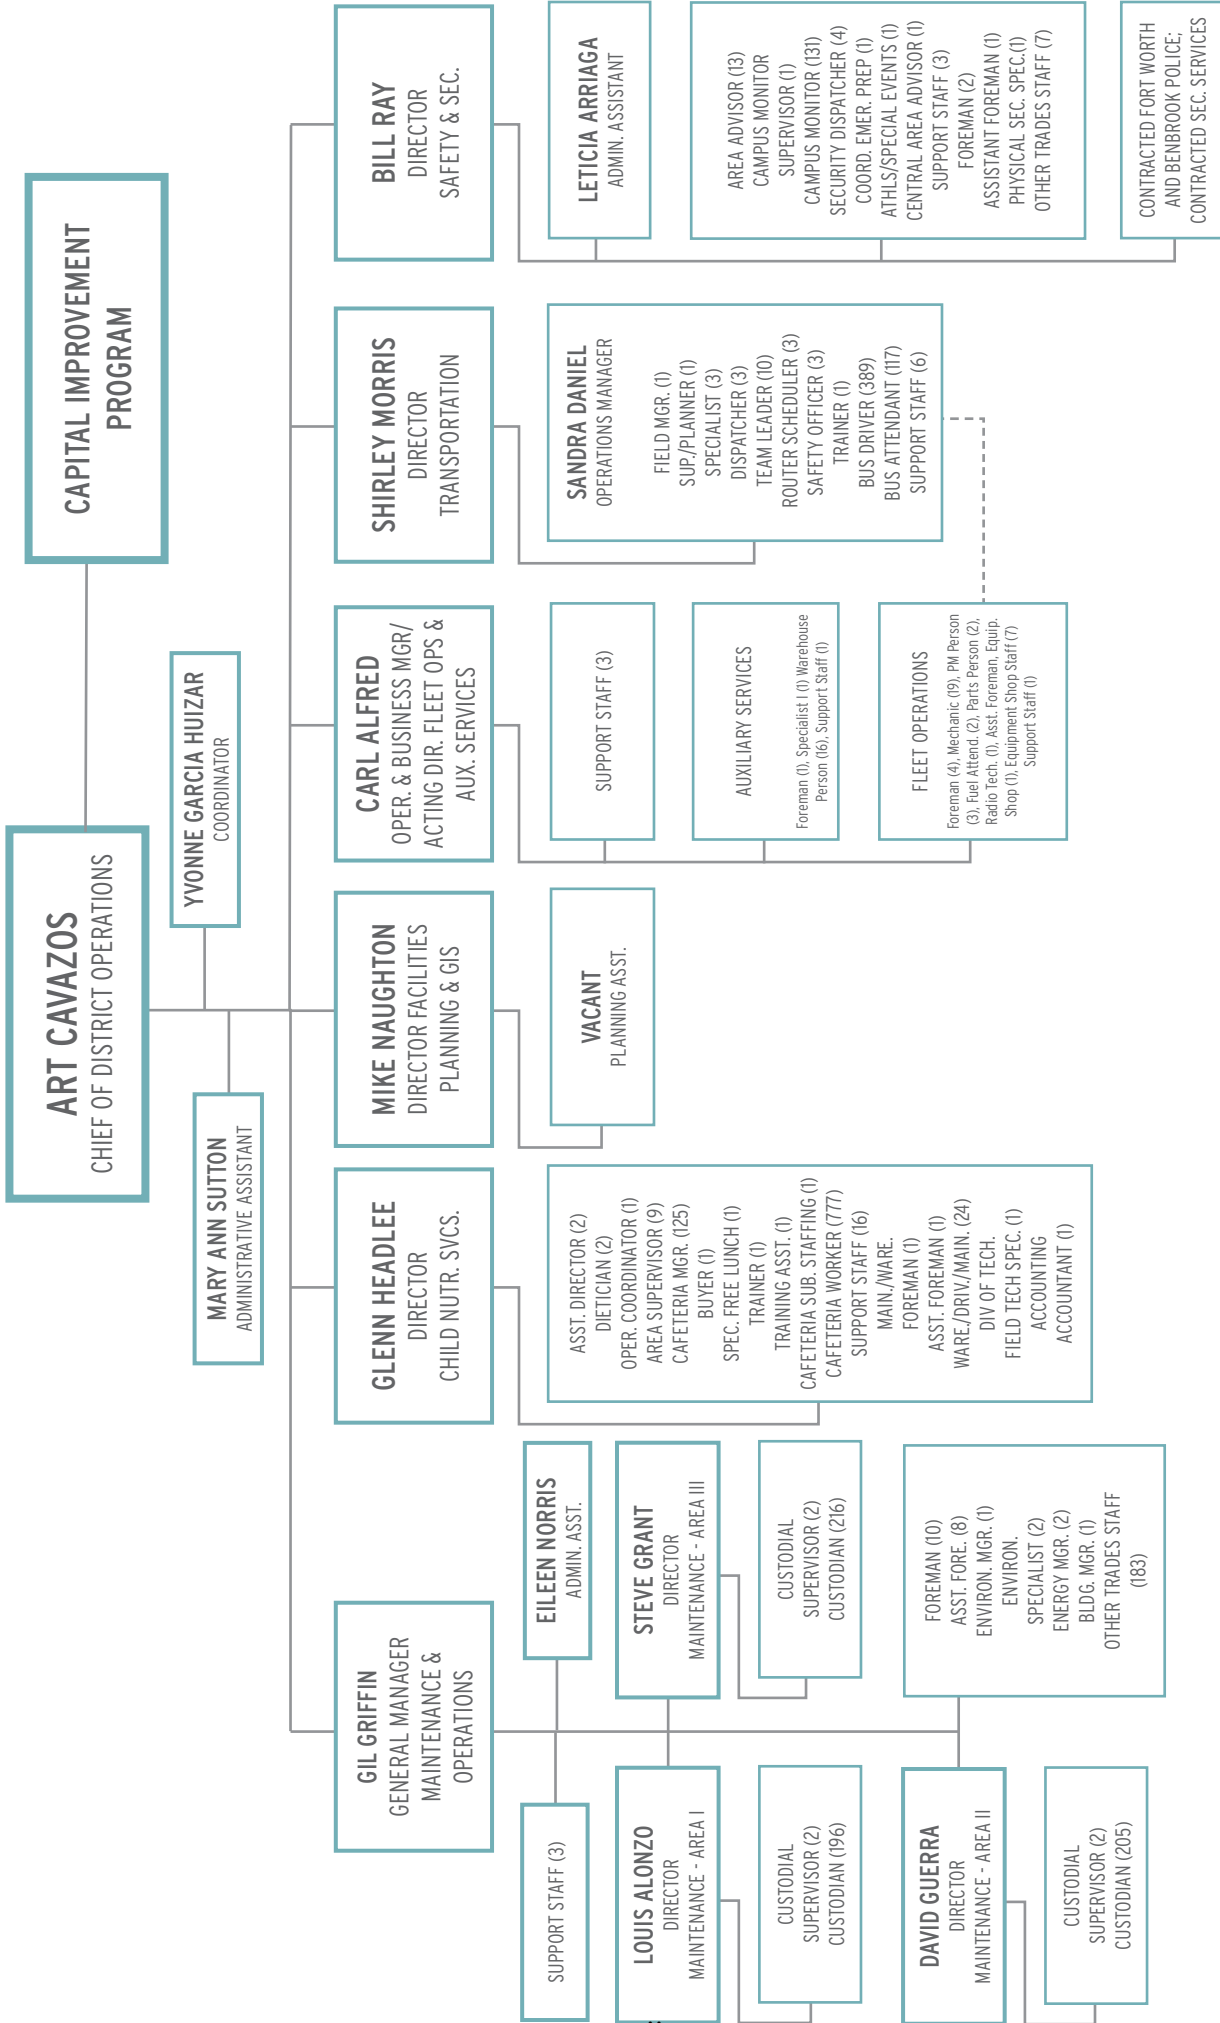 ART CAVAZOS
CHIEF OF DISTRICT OPERATIONS
CAPITAL IMPROVEMENT
PROGRAM
MARY ANN SUTTON
ADMINISTRATIVE ASSISTANT
YVONNE GARCIA HUIZAR
COORDINATOR
GIL GRIFFIN
GENERAL MANAGER
MAINTENANCE &
OPERATIONS
SUPPORT STAFF (3)
EILEEN NORRIS
ADMIN. ASST.
LOUIS ALONZO
DIRECTOR
MAINTENANCE - AREA I
CUSTODIAL
SUPERVISOR (2)
CUSTODIAN (196)
STEVE GRANT
DIRECTOR
MAINTENANCE - AREA III
CUSTODIAL
SUPERVISOR (2)
CUSTODIAN (216)
DAVID GUERRA
DIRECTOR
MAINTENANCE - AREA II
CUSTODIAL
SUPERVISOR (2)
CUSTODIAN (205)
FOREMAN (10)
ASST. FORE. (8)
ENVIRON. MGR. (1)
ENVIRON.
SPECIALIST (2)
ENERGY MGR. (2)
BLDG. MGR. (1)
OTHER TRADES STAFF
(183)
GLENN HEADLEE
DIRECTOR
CHILD NUTR. SVCS.
ASST. DIRECTOR (2)
DIETICIAN (2)
OPER. COORDINATOR (1)
AREA SUPERVISOR (9)
CAFETERIA MGR. (125)
BUYER (1)
SPEC. FREE LUNCH (1)
TRAINER (1)
TRAINING ASST. (1)
CAFETERIA SUB. STAFFING (1)
CAFETERIA WORKER (777)
SUPPORT STAFF (16)
MAIN./WARE.
FOREMAN (1)
ASST. FOREMAN (1)
WARE./DRIV./MAIN. (24)
DIV OF TECH.
FIELD TECH SPEC. (1)
ACCOUNTING
ACCOUNTANT (1)
MIKE NAUGHTON
DIRECTOR FACILITIES
PLANNING & GIS
VACANT
PLANNING ASST.
CARL ALFRED
OPER. & BUSINESS MGR/
ACTING DIR. FLEET OPS &
AUX. SERVICES
SUPPORT STAFF (3)
AUXILIARY SERVICES
Foreman (1), Specialist I (1) Warehouse
Person (16), Support Staff (1)
FLEET OPERATIONS
Foreman (4), Mechanic (19), PM Person
(3), Fuel Attend. (2), Parts Person (2),
Radio Tech. (1), Asst. Foreman, Equip.
Shop (1), Equipment Shop Staff (7)
Support Staff (1)
SHIRLEY MORRIS
DIRECTOR
TRANSPORTATION
SANDRA DANIEL
OPERATIONS MANAGER
FIELD MGR. (1)
SUP./PLANNER (1)
SPECIALIST (3)
DISPATCHER (3)
TEAM LEADER (10)
ROUTER SCHEDULER (3)
SAFETY OFFICER (3)
TRAINER (1)
BUS DRIVER (389)
BUS ATTENDANT (117)
SUPPORT STAFF (6)
BILL RAY
DIRECTOR
SAFETY & SEC.
LETICIA ARRIAGA
ADMIN. ASSISTANT
AREA ADVISOR (13)
CAMPUS MONITOR
SUPERVISOR (1)
CAMPUS MONITOR (131)
SECURITY DISPATCHER (4)
COORD. EMER. PREP (1)
ATHLS/SPECIAL EVENTS (1)
CENTRAL AREA ADVISOR (1)
SUPPORT STAFF (3)
FOREMAN (2)
ASSISTANT FOREMAN (1)
PHYSICAL SEC. SPEC.(1)
OTHER TRADES STAFF (7)
CONTRACTED FORT WORTH
AND BENBROOK POLICE;
CONTRACTED SEC. SERVICES